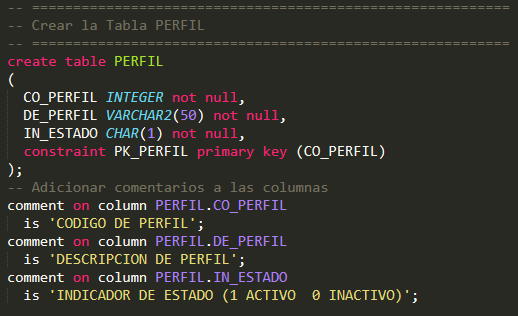 -- ==========================================================
-- Crear la Tabla PERFIL
-- ==========================================================
create table PERFIL
(
  CO_PERFIL INTEGER not null,
  DE_PERFIL VARCHAR2(50) not null,
  IN_ESTADO CHAR(1) not null,
  constraint PK_PERFIL primary key (CO_PERFIL)
);
-- Adicionar comentarios a las columnas
comment on column PERFIL.CO_PERFIL
  is 'CODIGO DE PERFIL';
comment on column PERFIL.DE_PERFIL
  is 'DESCRIPCION DE PERFIL';
comment on column PERFIL.IN_ESTADO
  is 'INDICADOR DE ESTADO (1 ACTIVO  0 INACTIVO)';